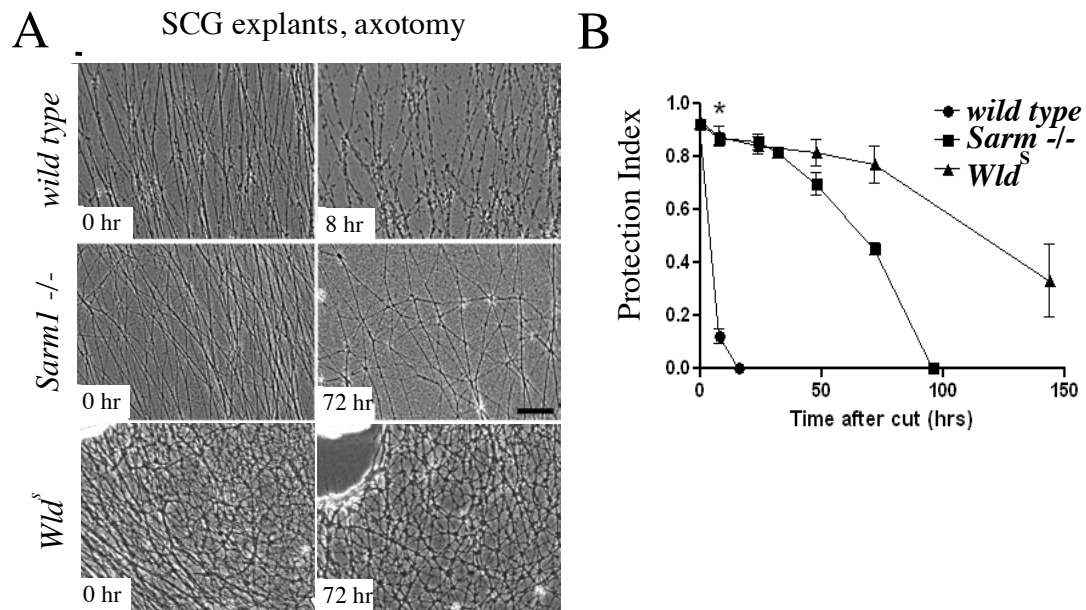 A
SCG explants, axotomy
-
wild type
0 hr
8 hr
Sarm1 -/-
0 hr
72 hr
Wldˢ
0 hr
72 hr
B
wild type
Sarm -/-
Wldˢ
*
Protection Index
1.0
0.8
0.6
0.4
0.2
0.0
0
50
100
150
Time after cut (hrs)